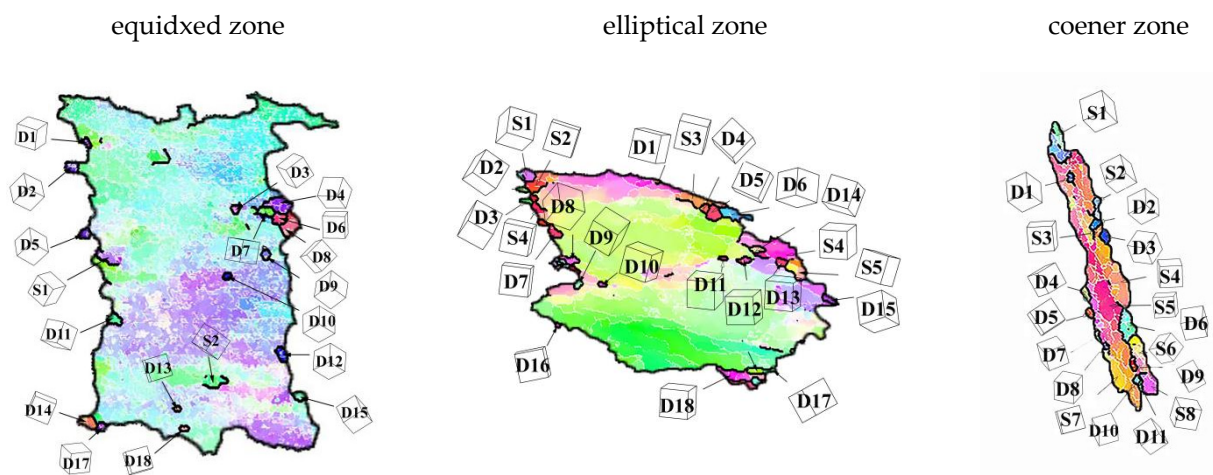 equidxed zone elliptical zone coener zone
D1
D2
D3
D4
D5
D6
D7
D8
S1
D9
D10
D11
S2
D12
D13
D14
D15
D17
D18
S1
S2
D1
S3
D4
D2
D5
D6
D14
D3
D8
S4
D9
S4
D7
D10
D11
D12
D13
S5
D15
D16
D17
D18
S1
D1
S2
D2
S3
D3
D4
S4
D5
S5
D6
D7
S6
D8
D9
S7
D10
D11
S8